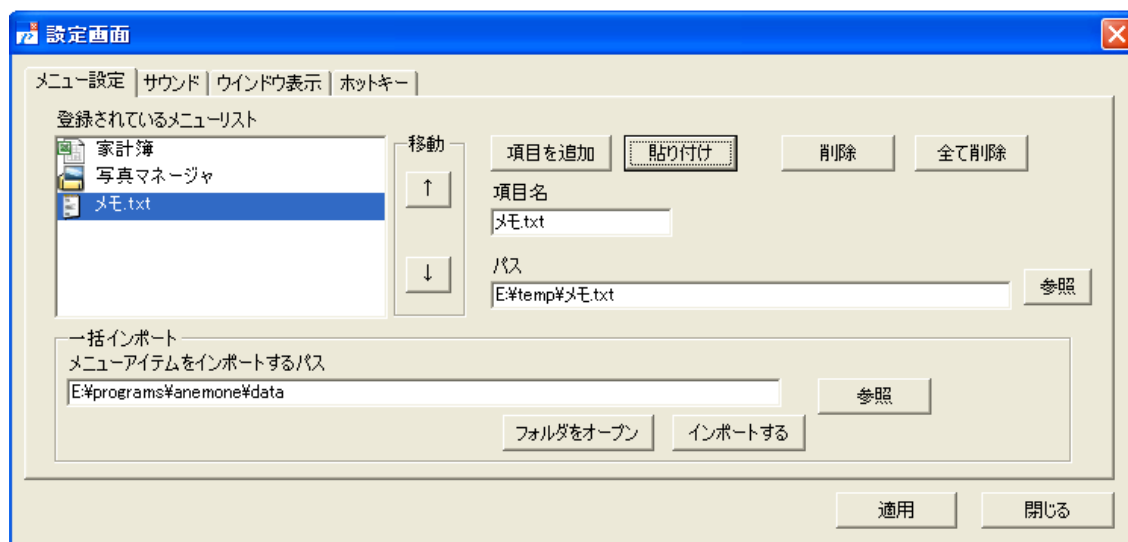 設定画面
メニュー設定 サウンド ウインドウ表示 ホットキー
登録されているメニューリスト
家計簿
写真マネージャ
メモ.txt
移動
↑
↓
項目を追加 貼り付け 削除 全て削除
項目名
メモ.txt
パス
E:¥temp¥メモ.txt
参照
一括インポート
メニューアイテムをインポートするパス
E:¥programs¥anemone¥data
参照
フォルダをオープン インポートする
適用 閉じる